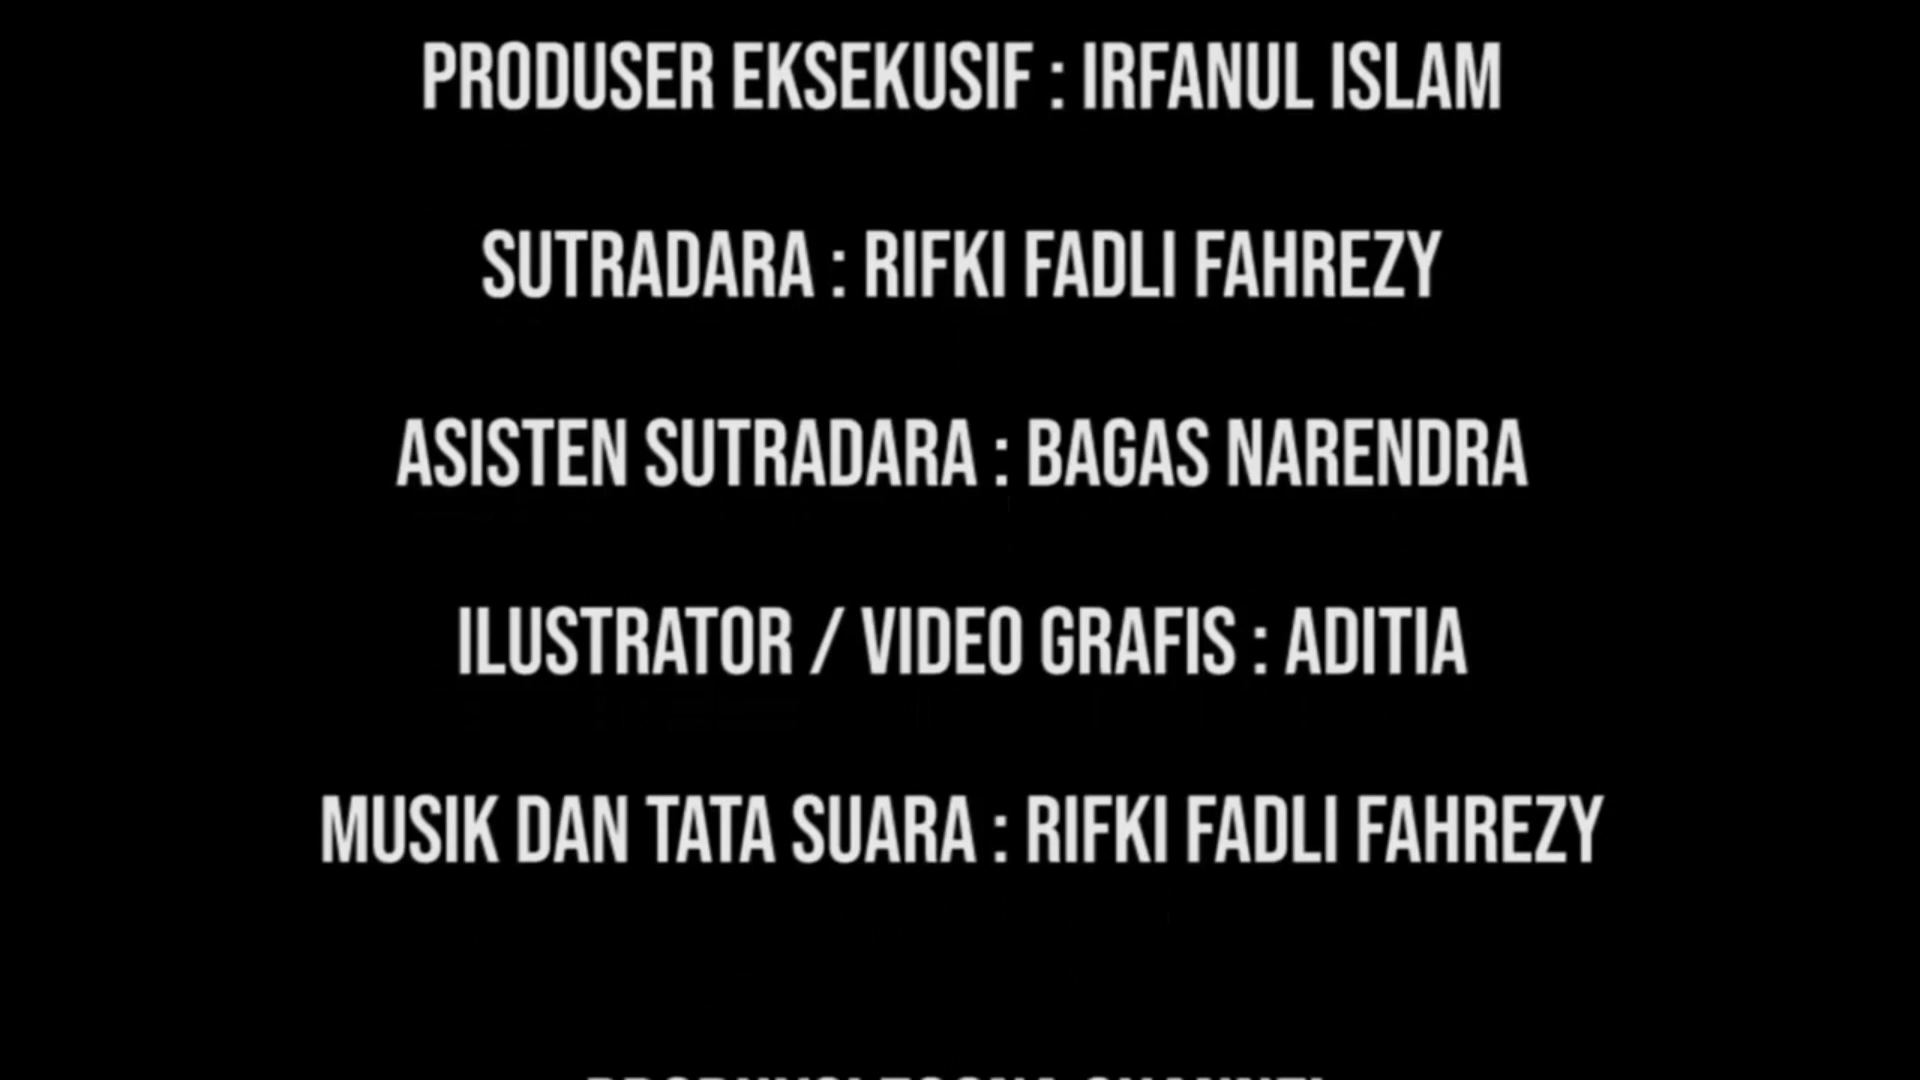 PRODUSER EKSEKUSIF : IRFANUL ISLAM
SUTRADARA : RIFKI FADLI FAHREZY
ASISTEN SUTRADARA : BAGAS NARENDRA
ILUSTRATOR / VIDEO GRAFIS : ADITIA
MUSIK DAN TATA SUARA : RIFKI FADLI FAHREZY